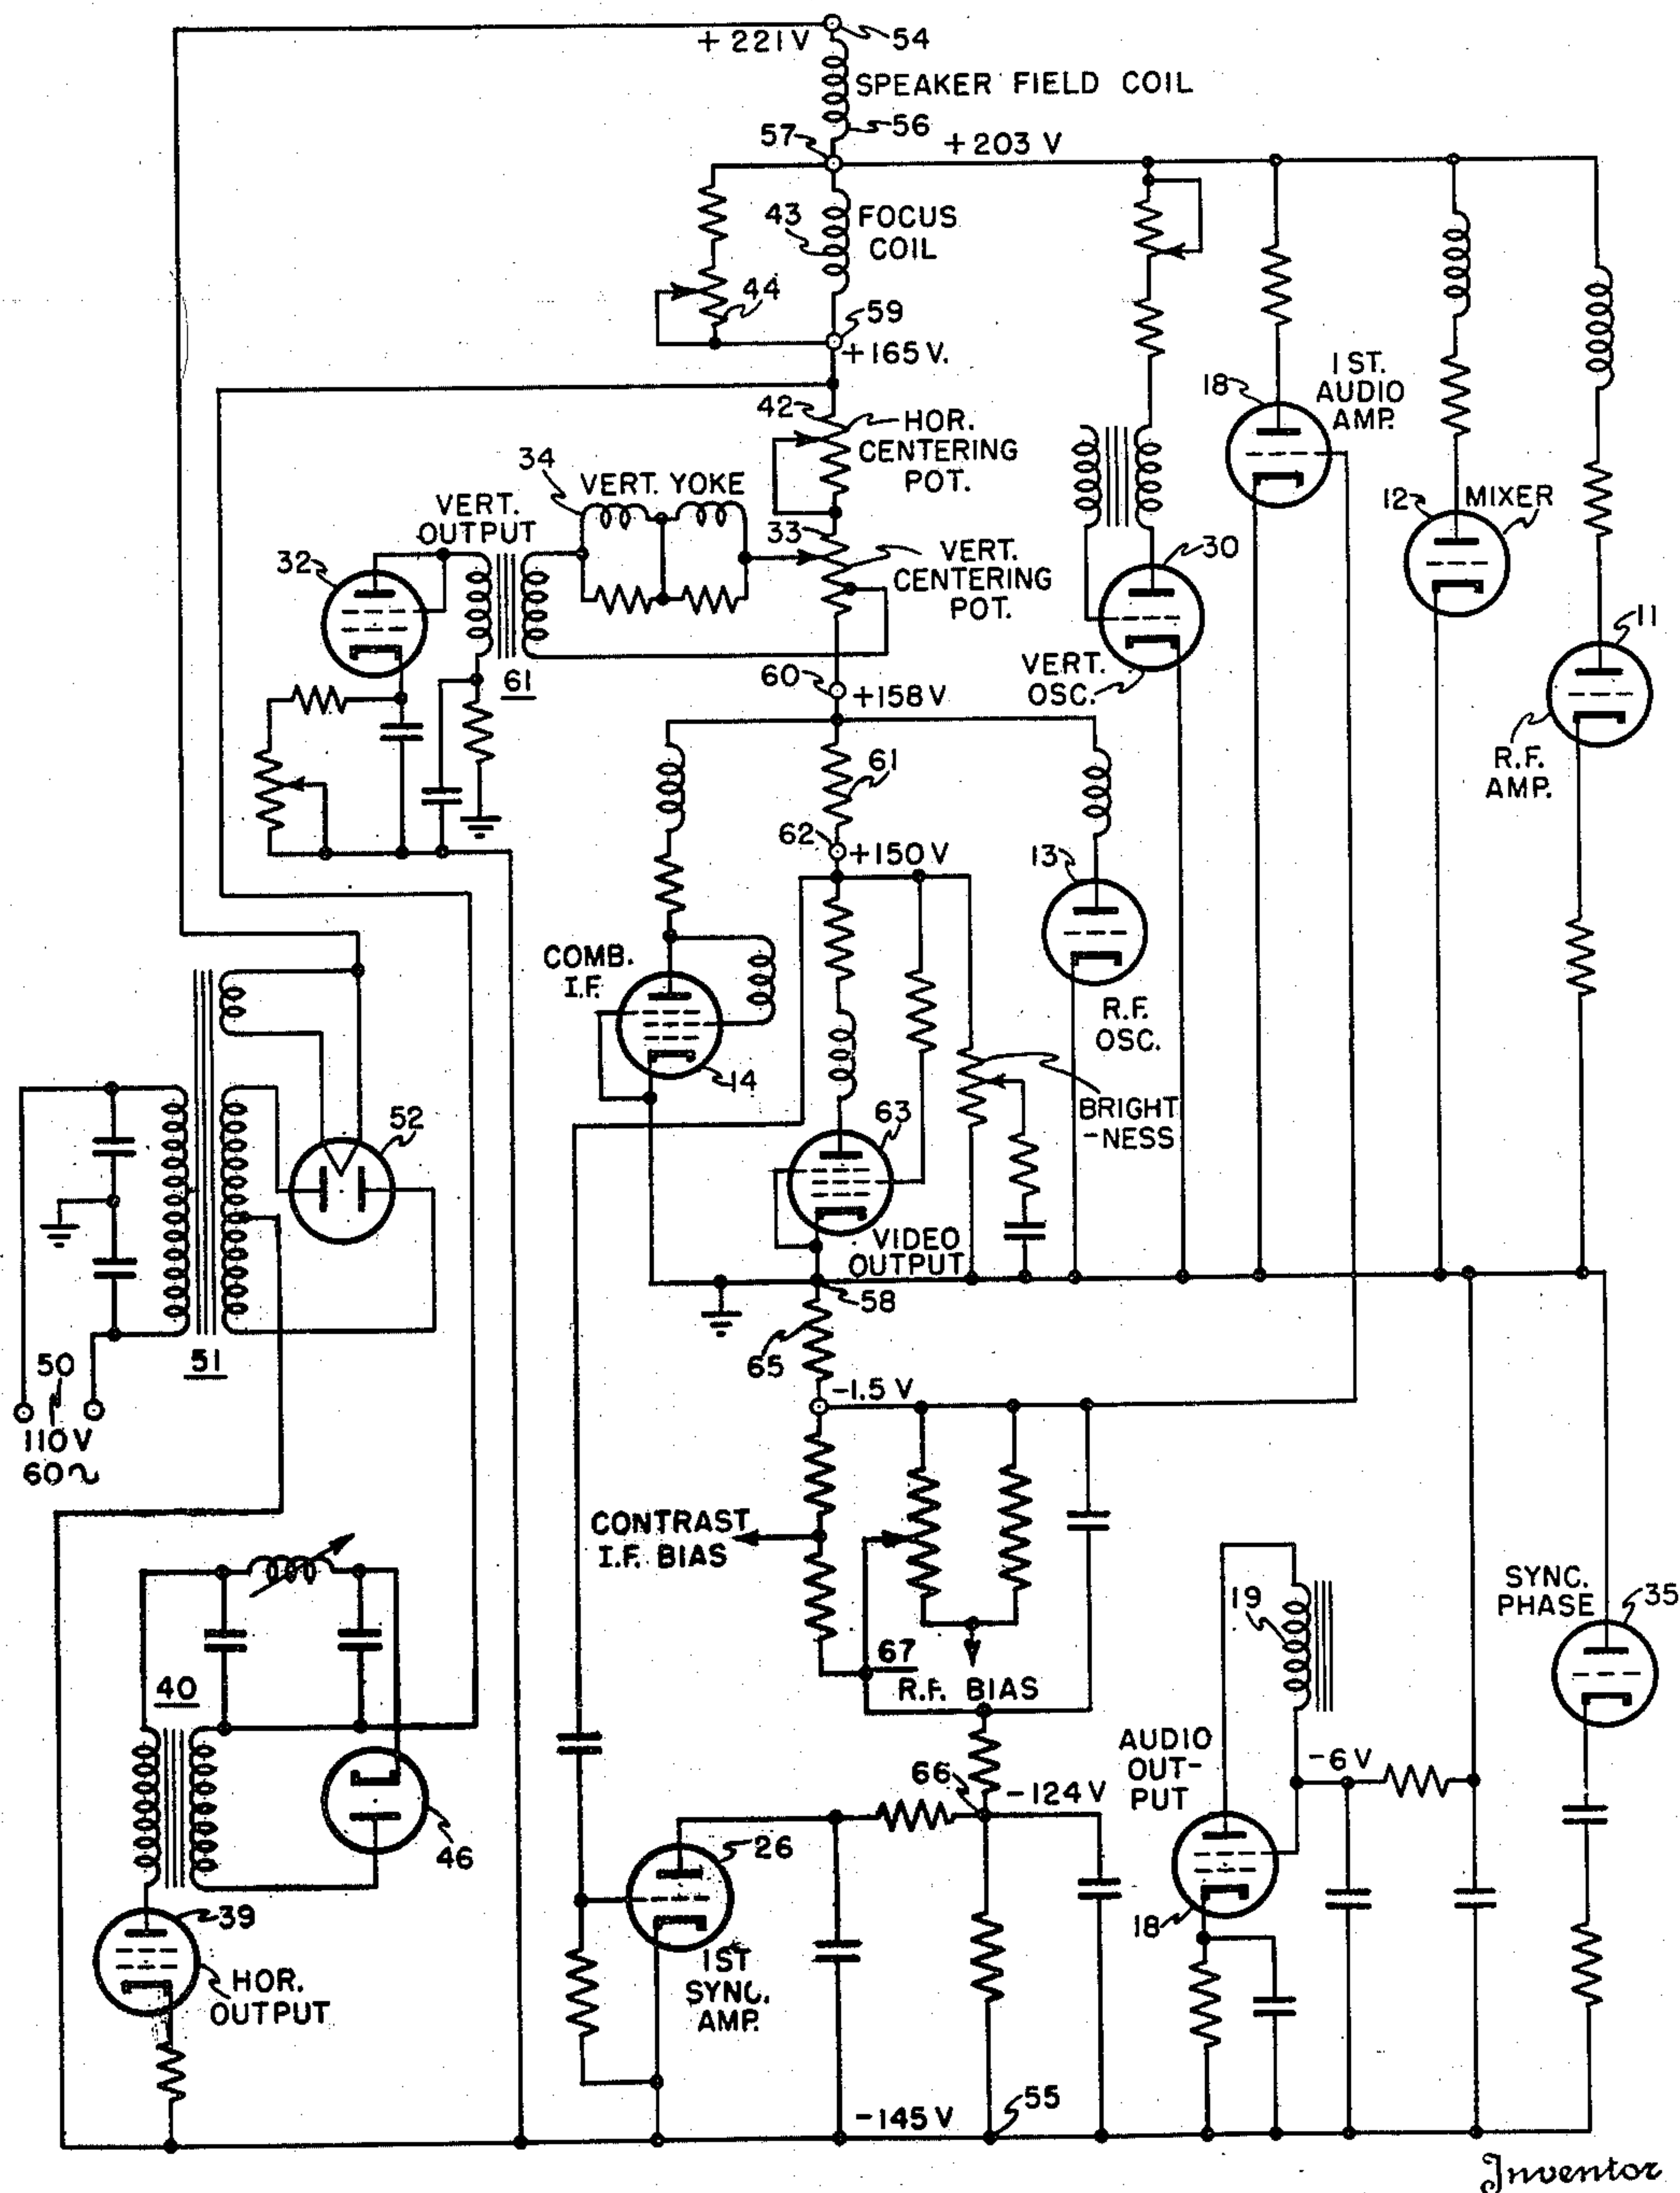 +221V
54
SPEAKER FIELD COIL
56
57
+203 V
43
FOCUS
COIL
44
59
+165 V.
42
HOR.
CENTERING
POT.
18
1 ST.
AUDIO
AMP.
34
VERT. YOKE
VERT.
OUTPUT
33
VERT.
CENTERING
POT.
12
MIXER
32
30
11
61
60
+158 V
VERT.
OSC.
R.F.
AMP.
61
62
+150 V
13
COMB.
I.F.
14
R.F.
OSC.
52
63
BRIGHT
-NESS
VIDEO
OUTPUT
58
51
50
110 V
60~
65
-1.5 V
CONTRAST
I.F. BIAS
67
R.F. BIAS
19
SYNC.
PHASE
35
40
46
AUDIO
OUT-
PUT
-6 V
66
-124 V
26
18
39
HOR.
OUTPUT
1ST
SYNC.
AMP.
-145 V
55
Inventor